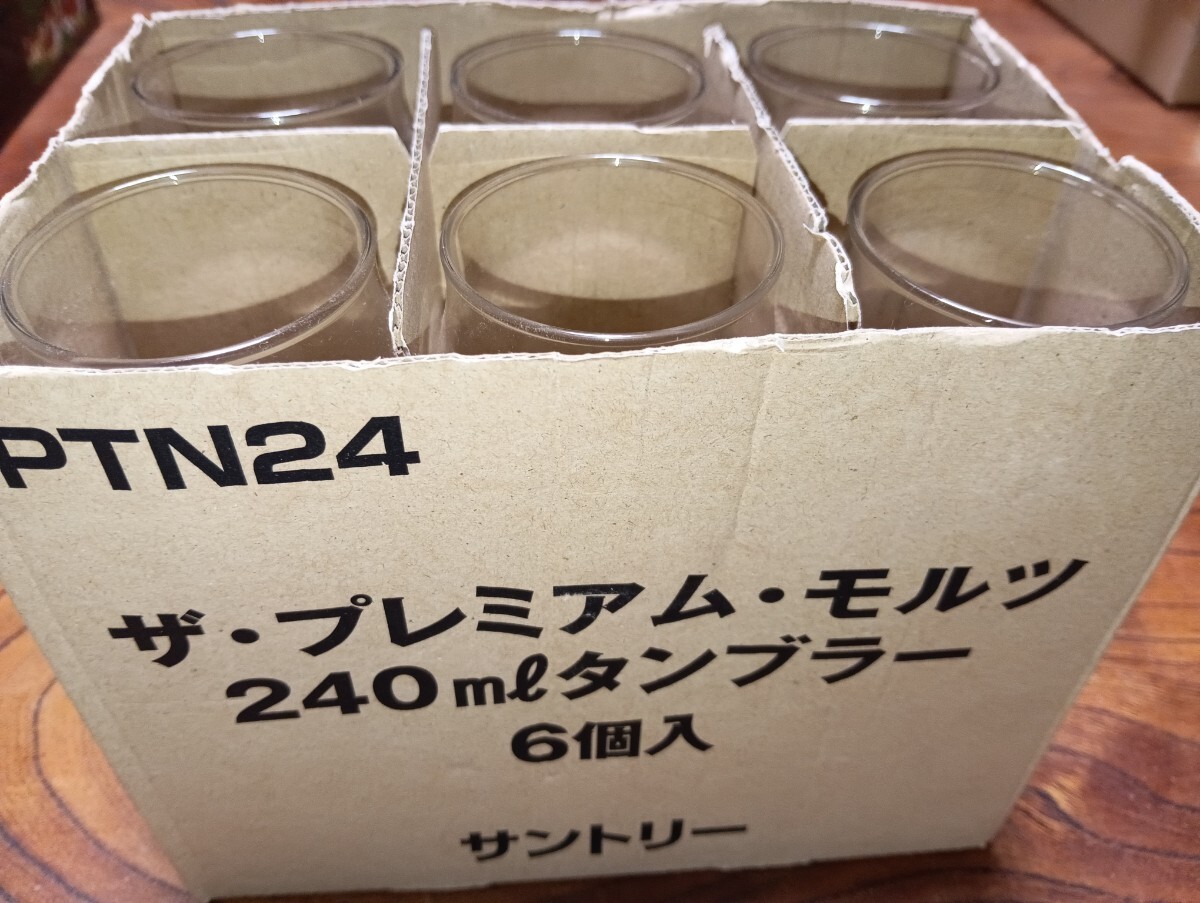 PTN24
ザ・プレミアム・モルツ
240mlタンブラー
6個入
サントリー